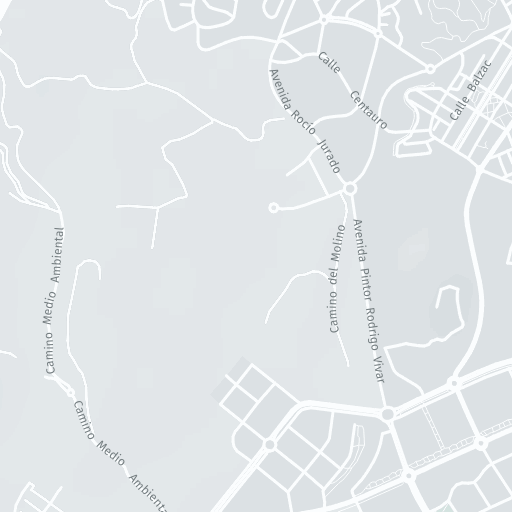 Calle Centauro
Calle Balzac
Avenida Rocío Jurado
Camino del Molino
Avenida Pintor Rodrigo Vivar
Camino Medio Ambiental
Camino Medio Ambienta